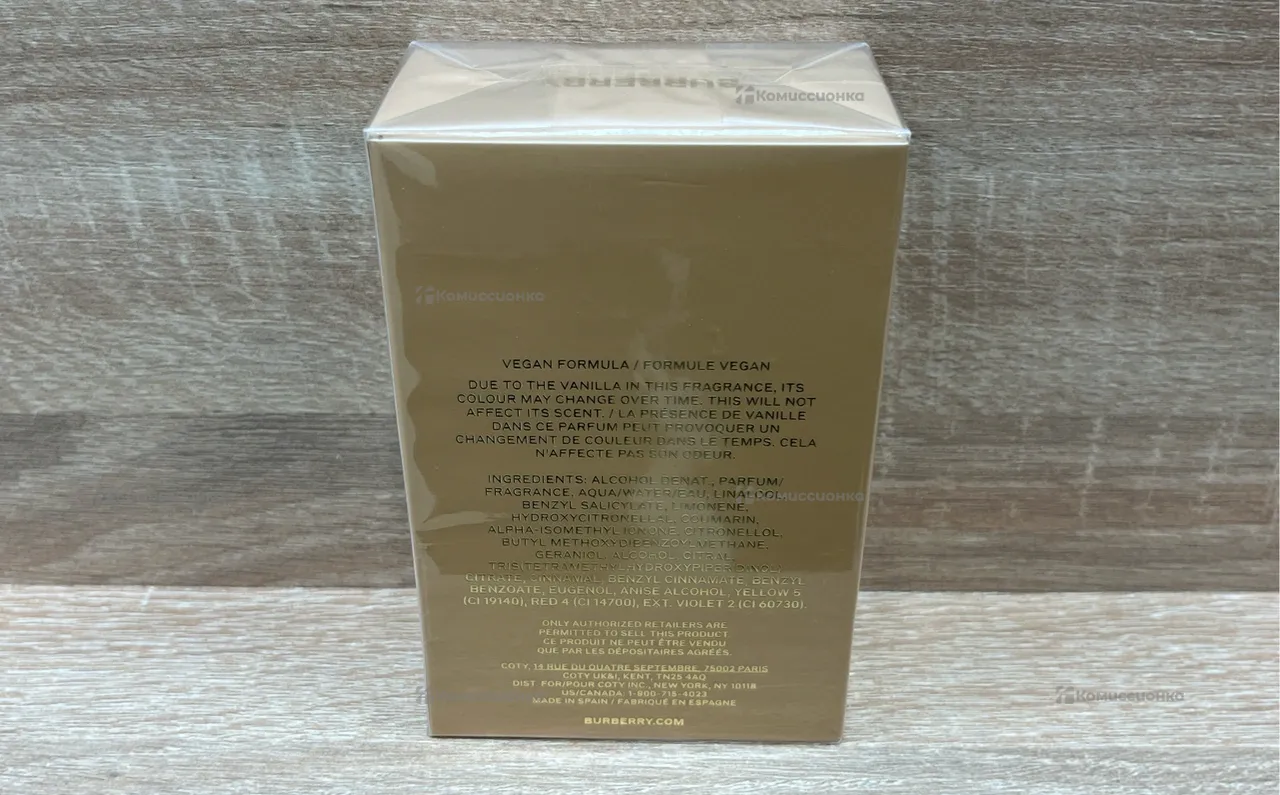 BURBERRY
Комиссионка
Комиссионка
VEGAN FORMULA / FORMULE VEGAN
DUE TO THE VANILLA IN THIS FRAGRANCE, ITS
COLOUR MAY CHANGE OVER TIME. THIS WILL NOT
AFFECT ITS SCENT. / LA PRÉSENCE DE VANILLE
DANS CE PARFUM PEUT PROVOQUER UN
CHANGEMENT DE COULEUR DANS LE TEMPS. CELA
N'AFFECTE PAS SON ODEUR.
INGREDIENTS: ALCOHOL DENAT., PARFUM/
FRAGRANCE, AQUA/WATER/EAU, LINALOOL,
Комиссионка
BENZYL SALICYLATE, LIMONENE,
HYDROXYCITRONELLAL, COUMARIN,
ALPHA-ISOMETHYL IONONE, CITRONELLOL,
BUTYL METHOXYDIBENZOYLMETHANE,
GERANIOL, ALCOHOL, CITRAL,
TRIS(TETRAMETHYLHYDROXYPIPERIDINOL)
CITRATE, CINNAMAL, BENZYL CINNAMATE, BENZYL
BENZOATE, EUGENOL, ANISE ALCOHOL, YELLOW 5
(CI 19140), RED 4 (CI 14700), EXT. VIOLET 2 (CI 60730).
ONLY AUTHORIZED RETAILERS ARE
PERMITTED TO SELL THIS PRODUCT.
CE PRODUIT NE PEUT ÊTRE VENDU
QUE PAR LES DÉPOSITAIRES AGRÉÉS.
COTY, 14 RUE DU QUATRE SEPTEMBRE, 75002 PARIS
COTY UK&I, KENT, TN25 4AQ
DIST. FOR/POUR COTY INC., NEW YORK, NY 10118
US/CANADA: 1-800-715-4023
MADE IN SPAIN / FABRIQUÉ EN ESPAGNE
Комиссионка
BURBERRY.COM